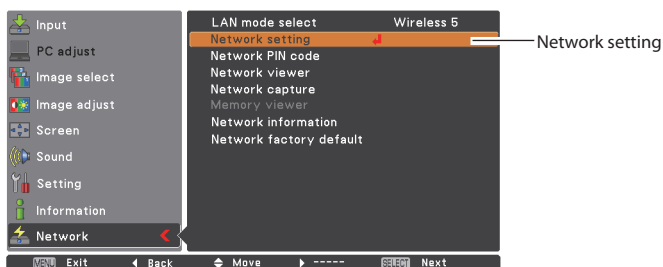 Input
PC adjust
Image select
Image adjust
Screen
Sound
Setting
Information
Network
LAN mode select Wireless 5
Network setting
Network PIN code
Network viewer
Network capture
Memory viewer
Network information
Network factory default
Network setting
MENU Exit Back Move ----- SELECT Next